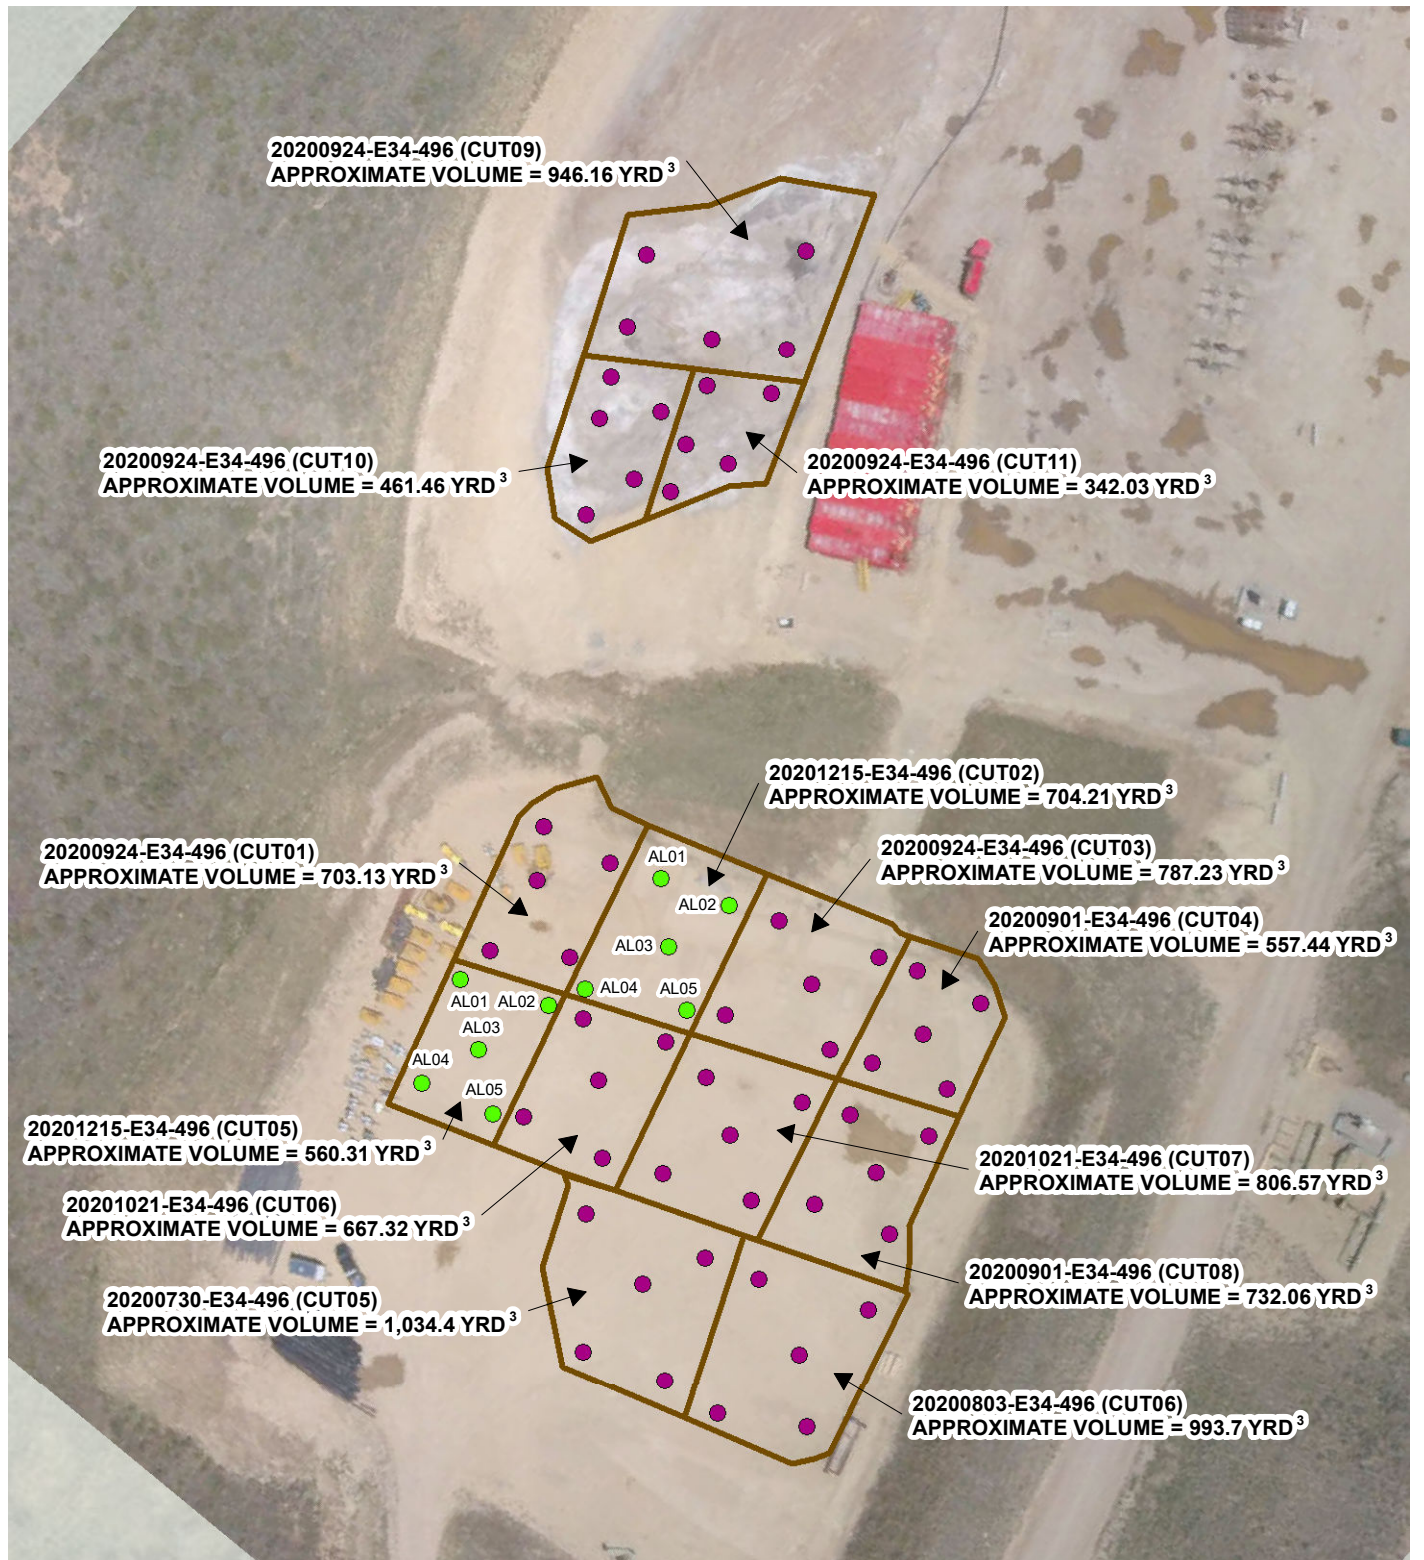 20200924-E34-496 (CUT09)
APPROXIMATE VOLUME = 946.16 YRD³
20200924-E34-496 (CUT10)
APPROXIMATE VOLUME = 461.46 YRD³
20200924-E34-496 (CUT11)
APPROXIMATE VOLUME = 342.03 YRD³
20201215-E34-496 (CUT02)
APPROXIMATE VOLUME = 704.21 YRD³
20200924-E34-496 (CUT01)
APPROXIMATE VOLUME = 703.13 YRD³
20200924-E34-496 (CUT03)
APPROXIMATE VOLUME = 787.23 YRD³
20200901-E34-496 (CUT04)
APPROXIMATE VOLUME = 557.44 YRD³
AL01
AL02
AL03
AL04
AL05
AL01
AL02
AL03
AL04
AL05
20201215-E34-496 (CUT05)
APPROXIMATE VOLUME = 560.31 YRD³
20201021-E34-496 (CUT07)
APPROXIMATE VOLUME = 806.57 YRD³
20201021-E34-496 (CUT06)
APPROXIMATE VOLUME = 667.32 YRD³
20200901-E34-496 (CUT08)
APPROXIMATE VOLUME = 732.06 YRD³
20200730-E34-496 (CUT05)
APPROXIMATE VOLUME = 1,034.4 YRD³
20200803-E34-496 (CUT06)
APPROXIMATE VOLUME = 993.7 YRD³